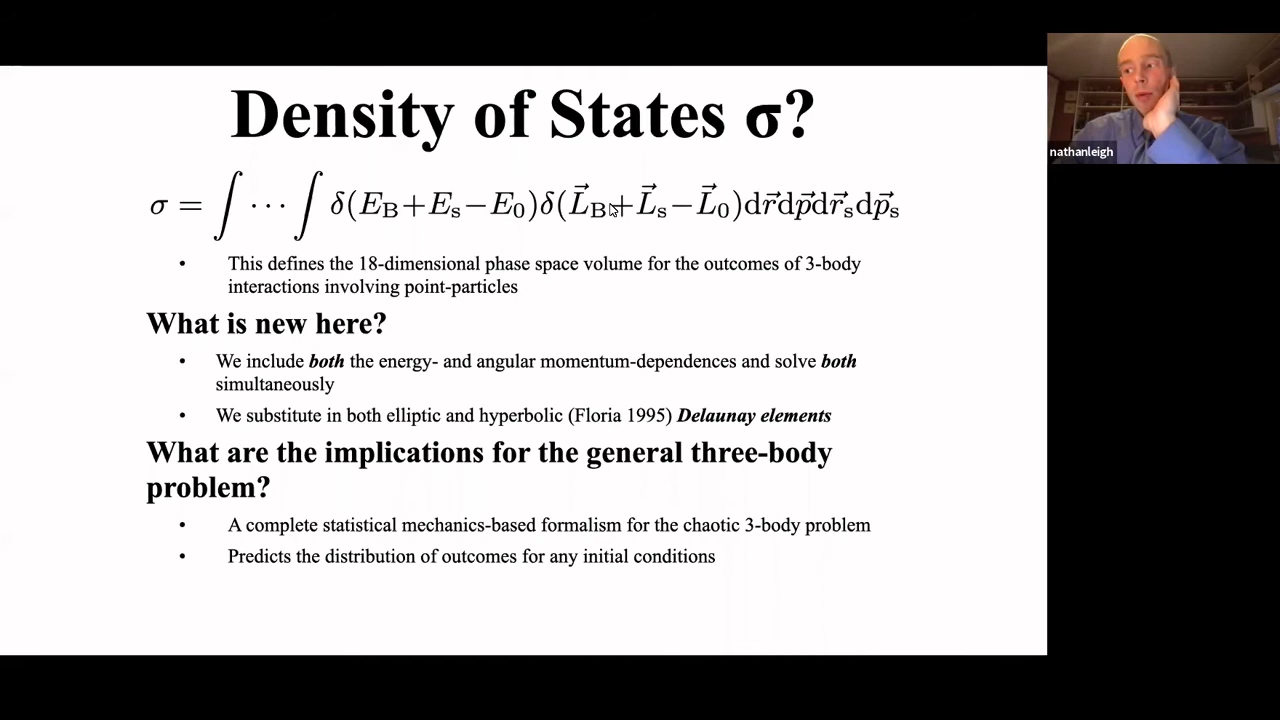 Density of States σ?
σ = ∫ ⋯ ∫ δ(E_B + E_s − E_0)δ(L⃗_B + L⃗_s − L⃗_0)dr⃗dp⃗dr⃗_sdp⃗_s
• This defines the 18-dimensional phase space volume for the outcomes of 3-body
interactions involving point-particles
What is new here?
• We include both the energy- and angular momentum-dependences and solve both
simultaneously
• We substitute in both elliptic and hyperbolic (Floria 1995) Delaunay elements
What are the implications for the general three-body
problem?
• A complete statistical mechanics-based formalism for the chaotic 3-body problem
• Predicts the distribution of outcomes for any initial conditions
nathanleigh